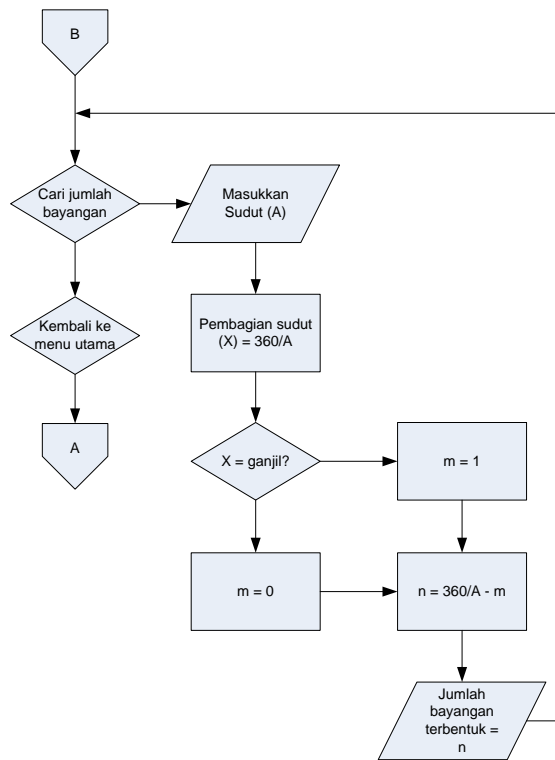 B
Cari jumlah
bayangan
Masukkan
Sudut (A)
Kembali ke
menu utama
Pembagian sudut
(X) = 360/A
A
X = ganjil?
m = 1
m = 0
n = 360/A - m
Jumlah
bayangan
terbentuk =
n